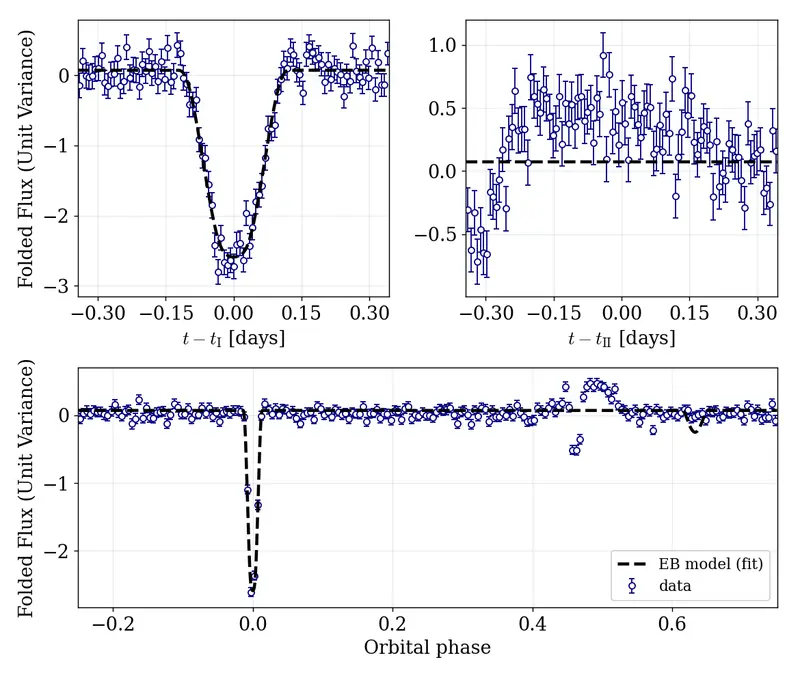 Folded Flux (Unit Variance)
0
−1
−2
−3
−0.30 −0.15 0.00 0.15 0.30
t − t_I [days]
1.0
0.5
0.0
−0.5
−0.30 −0.15 0.00 0.15 0.30
t − t_II [days]
Folded Flux (Unit Variance)
0
−1
−2
−0.2 0.0 0.2 0.4 0.6
Orbital phase
EB model (fit)
data